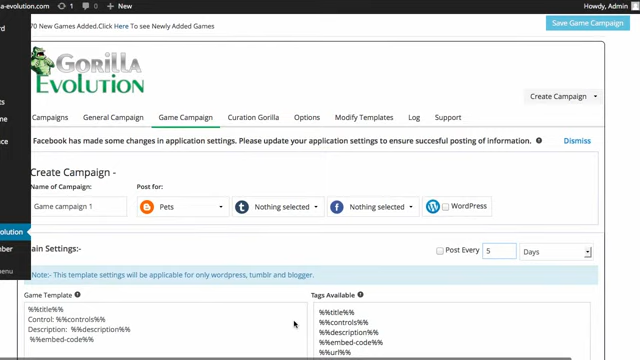 a-evolution.com 1 0 New Howdy, Admin
70 New Games Added.Click Here To See Newly Added Games
Save Game Campaign
rd
GORILLA
EVOLUTION
Create Campaign
ts
me
nce
Campaigns General Campaign Game Campaign Curation Gorilla Options Modify Templates Log Support
Facebook has made some changes in application settings. Please update your application settings to ensure succesful posting of information. Dismiss
Create Campaign -
Name of Campaign: Post for:
Game campaign 1 Pets Nothing selected Nothing selected WordPress
olution
mber
enu
ain Settings:- Post Every 5 Days
Note:- This template settings will be applicable for only wordpress, tumblr and blogger.
Game Template Tags Available
%%title%%
Control: %%controls%%
Description: %%description%%
%%embed-code%%
%%title%%
%%controls%%
%%description%%
%%embed-code%%
%%url%%